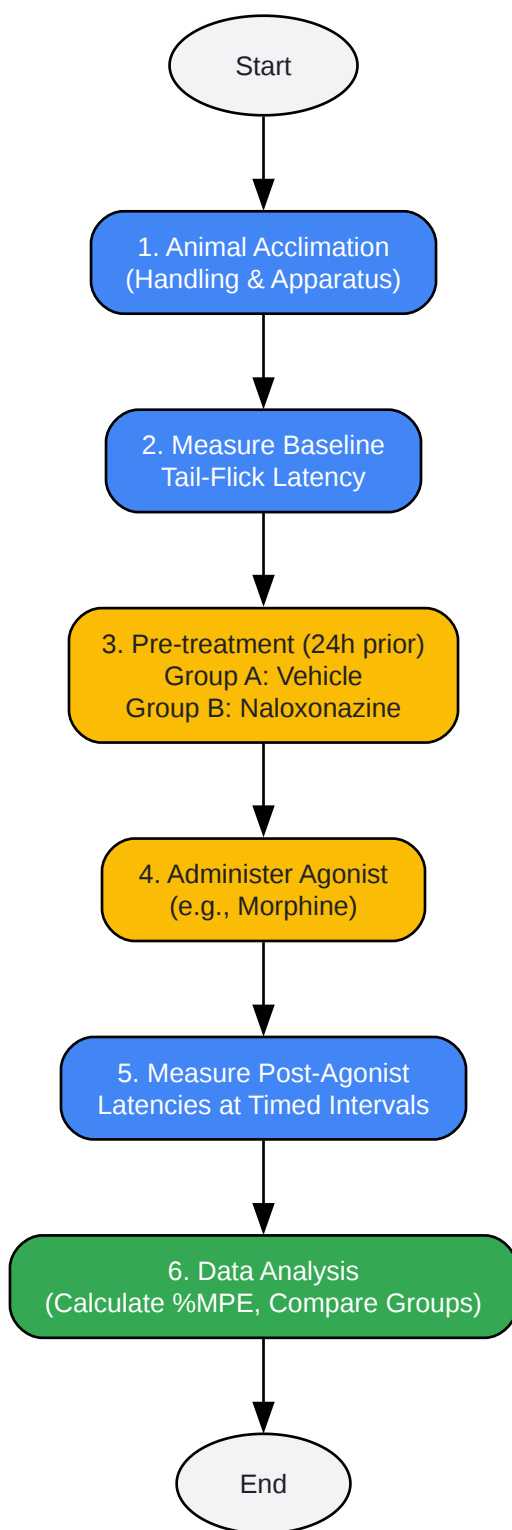 Start
1. Animal Acclimation
(Handling & Apparatus)
2. Measure Baseline
Tail-Flick Latency
3. Pre-treatment (24h prior)
Group A: Vehicle
Group B: Naloxonazine
4. Administer Agonist
(e.g., Morphine)
5. Measure Post-Agonist
Latencies at Timed Intervals
6. Data Analysis
(Calculate %MPE, Compare Groups)
End